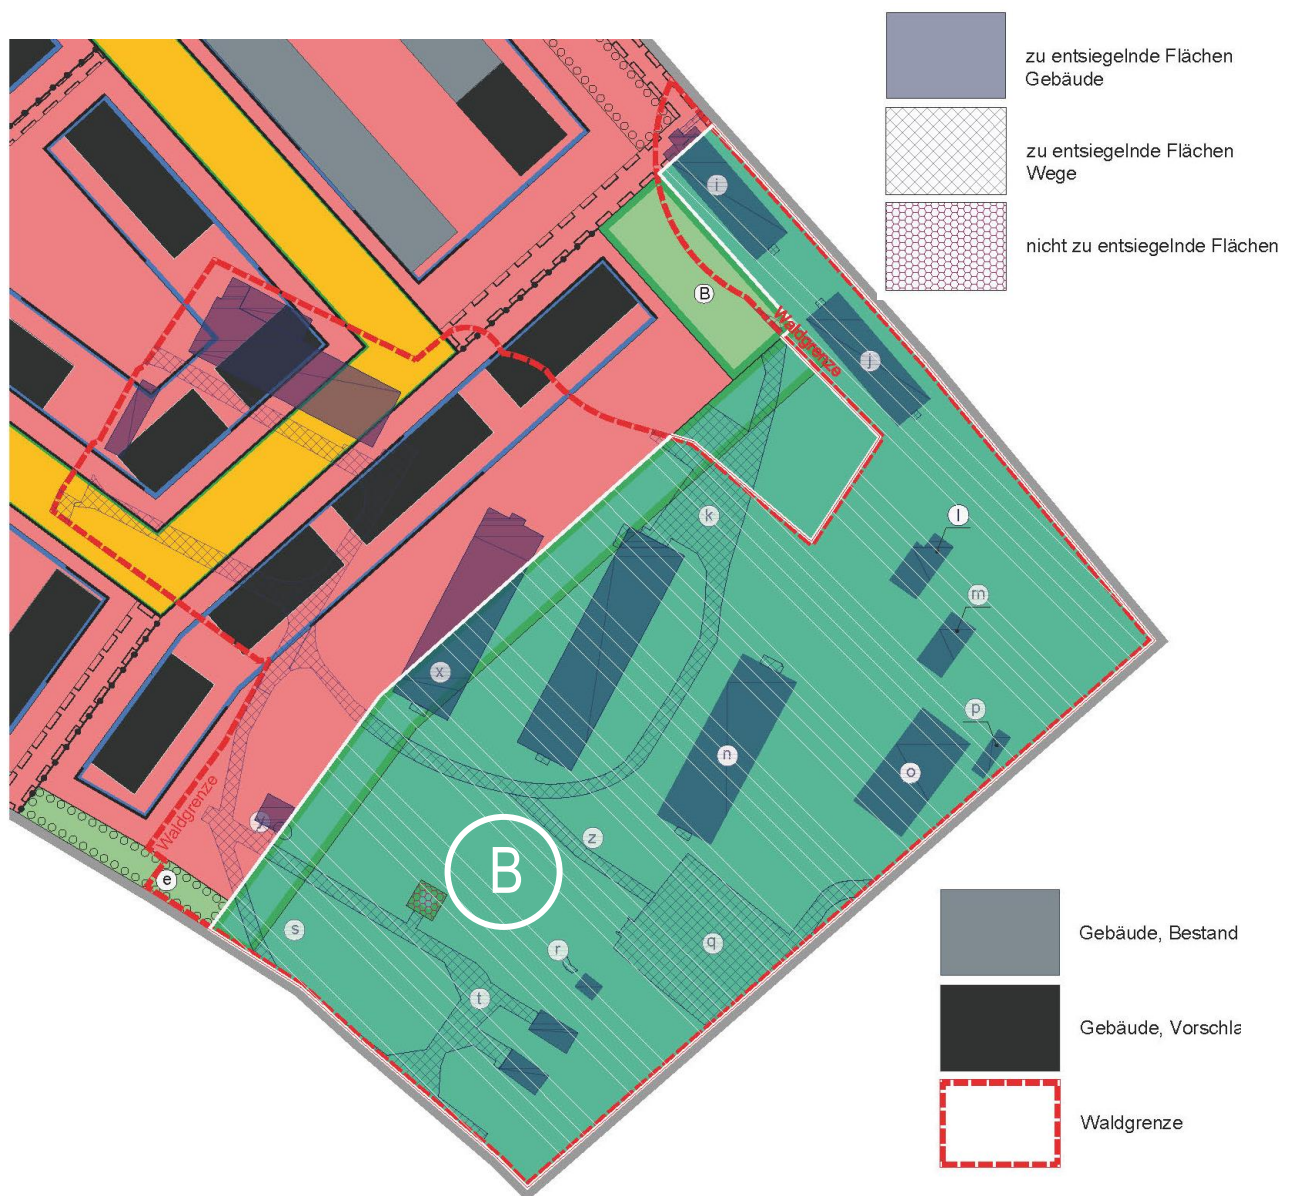 zu entsiegelnde Flächen
Gebäude
zu entsiegelnde Flächen
Wege
nicht zu entsiegelnde Flächen
i
B
Waldgrenze
j
k
l
m
x
n
p
o
Waldgrenze
z
B
e
s
r
q
t
Gebäude, Bestand
Gebäude, Vorschla
Waldgrenze